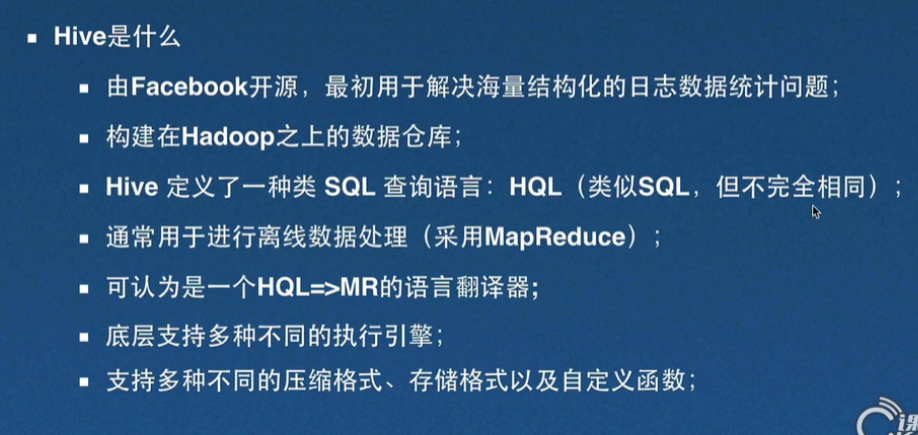 Hive是什么
由Facebook开源，最初用于解决海量结构化的日志数据统计问题；
构建在Hadoop之上的数据仓库；
Hive 定义了一种类 SQL 查询语言：HQL（类似SQL，但不完全相同）；
通常用于进行离线数据处理（采用MapReduce）；
可认为是一个HQL=>MR的语言翻译器；
底层支持多种不同的执行引擎；
支持多种不同的压缩格式、存储格式以及自定义函数；